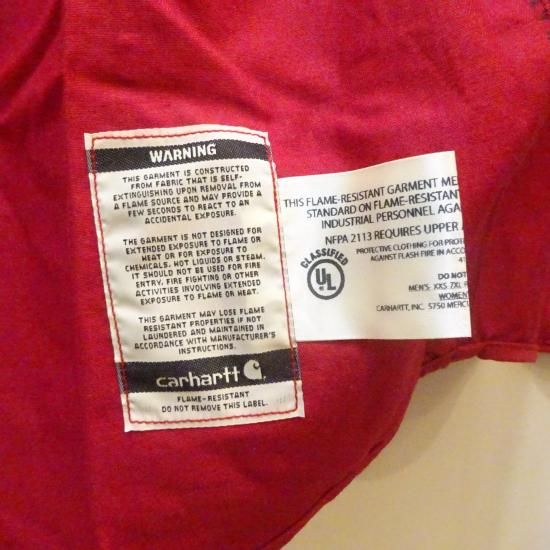 WARNING
THIS GARMENT IS CONSTRUCTED
FROM FABRIC THAT IS SELF-
EXTINGUISHING UPON REMOVAL FROM
A FLAME SOURCE AND MAY PROVIDE A
FEW SECONDS TO REACT TO AN
ACCIDENTAL EXPOSURE.
THE GARMENT IS NOT DESIGNED FOR
EXTENDED EXPOSURE TO FLAME OR
HEAT OR FOR EXPOSURE TO
CHEMICALS, HOT LIQUIDS OR STEAM.
IT SHOULD NOT BE USED FOR FIRE
ENTRY, FIRE FIGHTING OR OTHER
ACTIVITIES INVOLVING EXTENDED
EXPOSURE TO FLAME OR HEAT.
THIS GARMENT MAY LOSE FLAME
RESISTANT PROPERTIES IF NOT
LAUNDERED AND MAINTAINED IN
ACCORDANCE WITH MANUFACTURER'S
INSTRUCTIONS.
carhartt
FLAME-RESISTANT
DO NOT REMOVE THIS LABEL.
THIS FLAME-RESISTANT GARMENT ME
STANDARD ON FLAME-RESISTANT
INDUSTRIAL PERSONNEL AGA
NFPA 2113 REQUIRES UPPER
CLASSIFIED
UL
PROTECTIVE CLOTHING FOR PROT
AGAINST FLASH FIRE IN ACCO
DO NOT
MEN'S: XXS 7XL
WOMEN
CARHARTT, INC. 5750 MERC